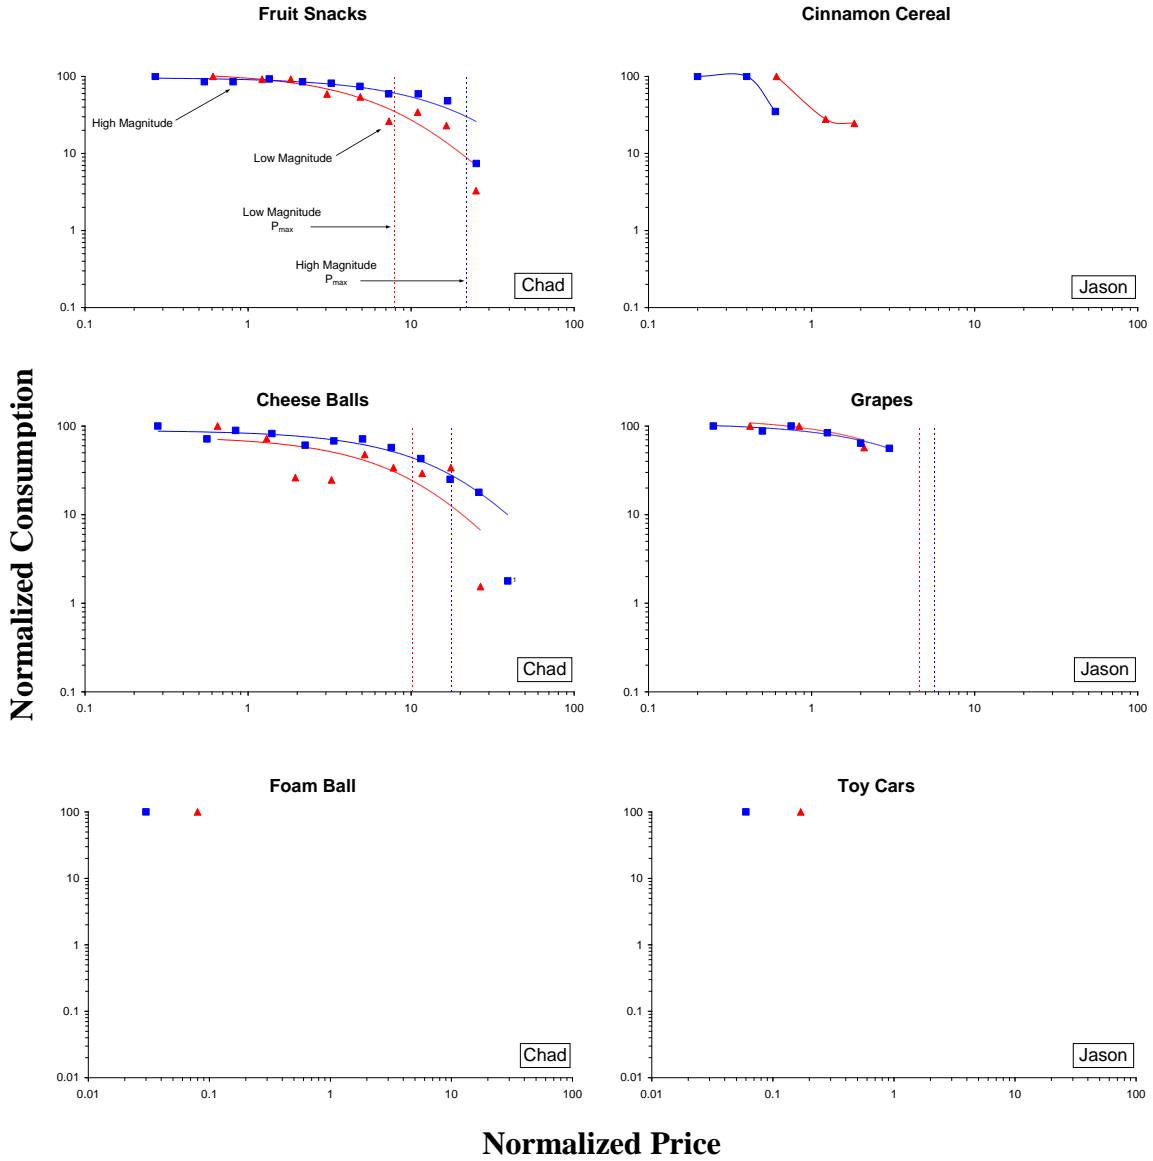 Fruit Snacks
100
10
1
0.1
0.1
1
10
100
High Magnitude
Low Magnitude
Low Magnitude
Pmax
High Magnitude
Pmax
Chad
Cinnamon Cereal
100
10
1
0.1
0.1
1
10
100
Jason
Normalized Consumption
Cheese Balls
100
10
1
0.1
0.1
1
10
100
Chad
Grapes
100
10
1
0.1
0.1
1
10
100
Jason
Foam Ball
100
10
1
0.1
0.01
0.01
0.1
1
10
100
Chad
Toy Cars
100
10
1
0.1
0.01
0.01
0.1
1
10
100
Jason
Normalized Price